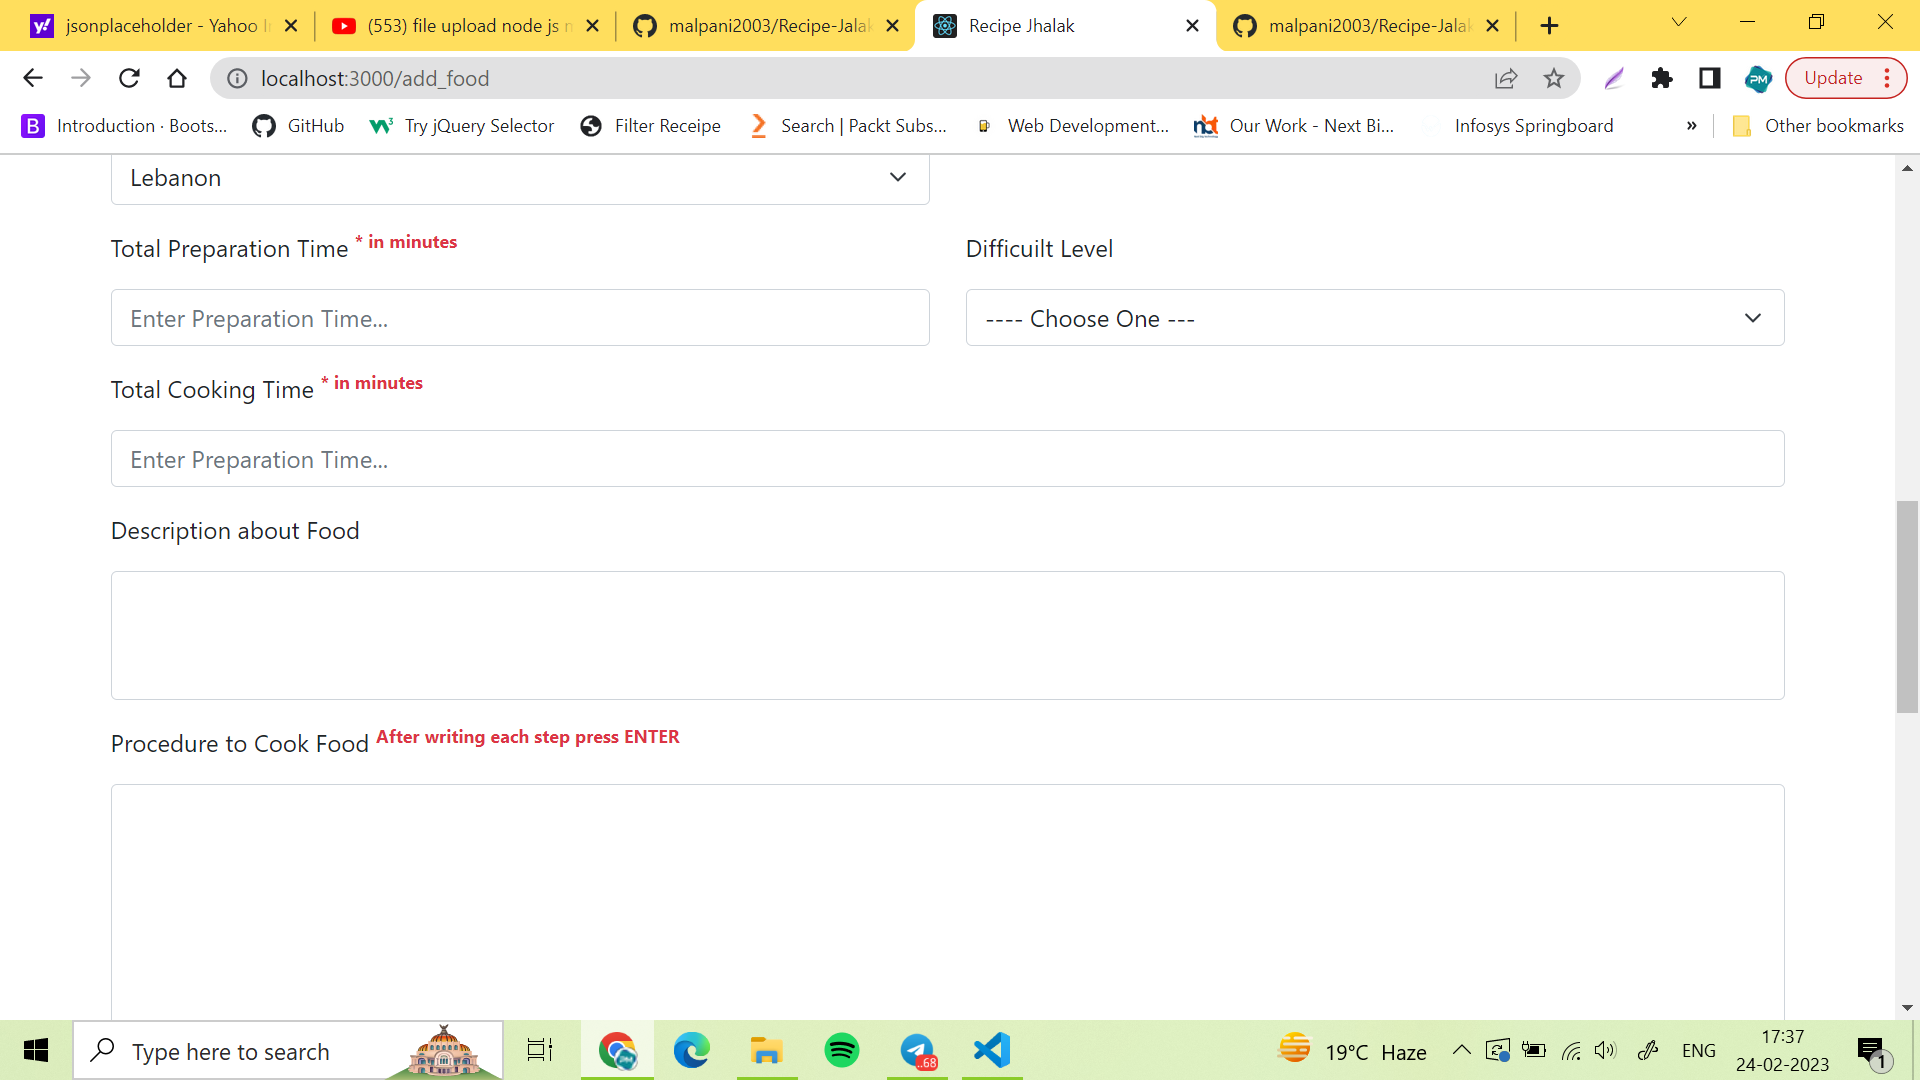 jsonplaceholder - Yahoo I
(553) file upload node js
malpani2003/Recipe-Jalak
Recipe Jhalak
malpani2003/Recipe-Jalak
localhost:3000/add_food
Update
Introduction · Boots...
GitHub
Try jQuery Selector
Filter Receipe
Search | Packt Subs...
Web Development...
Our Work - Next Bi...
Infosys Springboard
»
Other bookmarks
Lebanon
Total Preparation Time * in minutes
Difficuilt Level
Enter Preparation Time...
---- Choose One ---
Total Cooking Time * in minutes
Enter Preparation Time...
Description about Food
Procedure to Cook Food After writing each step press ENTER
Type here to search
..68
19°C Haze
ENG
17:37
24-02-2023
1